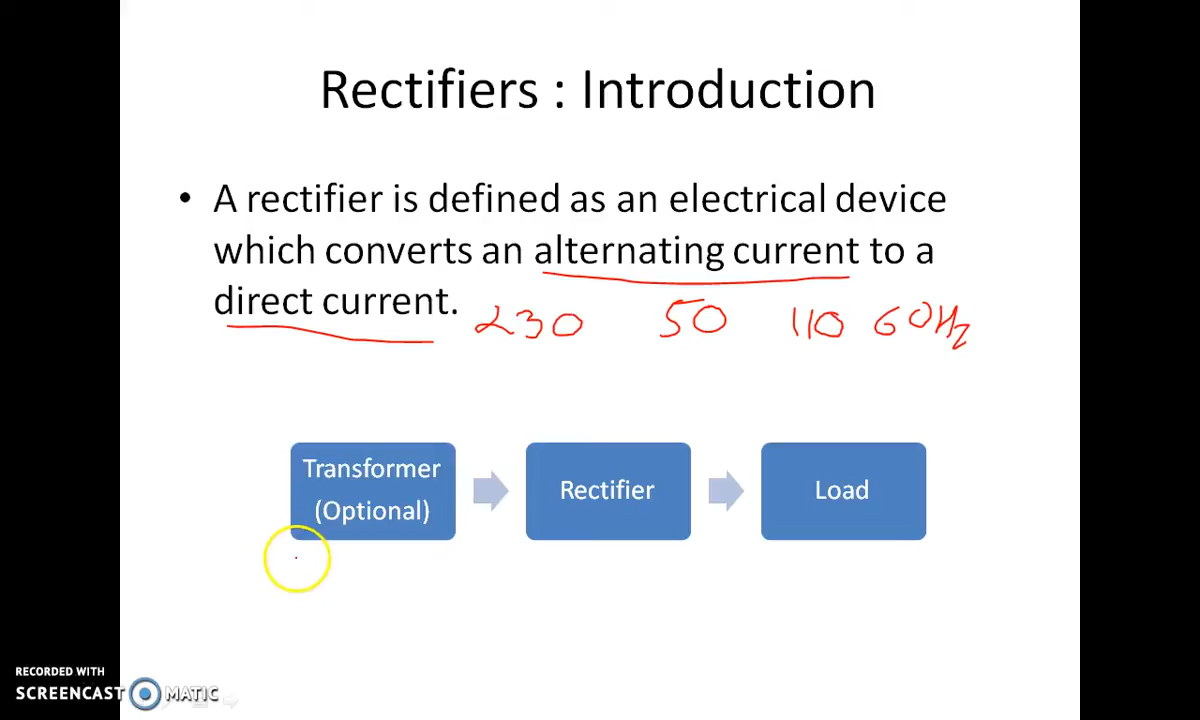 Rectifiers : Introduction
• A rectifier is defined as an electrical device
which converts an alternating current to a
direct current.
230 50 110 60Hz
Transformer
(Optional)
Rectifier
Load
RECORDED WITH
SCREENCAST MATIC